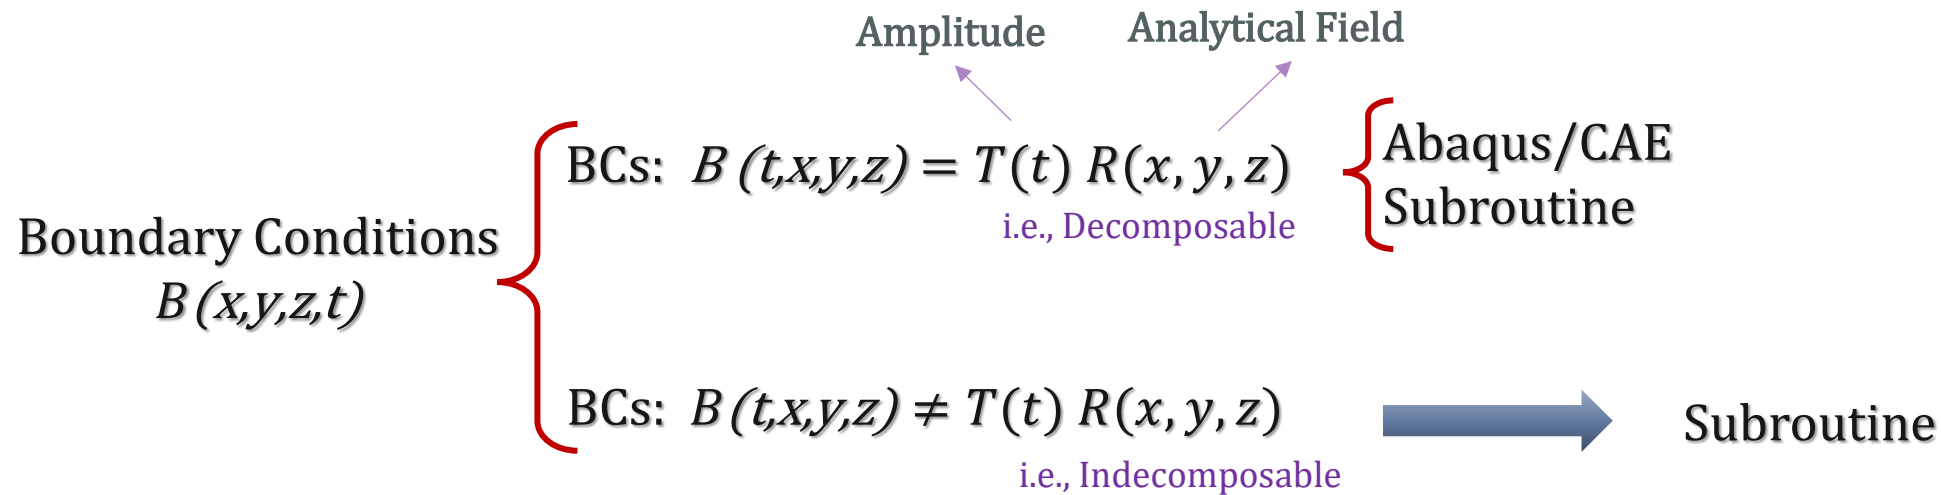 Amplitude
Analytical Field
Boundary Conditions
B(x,y,z,t)
BCs: B(t,x,y,z) = T(t) R(x, y, z)
i.e., Decomposable
Abaqus/CAE
Subroutine
BCs: B(t,x,y,z) ≠ T(t) R(x, y, z)
i.e., Indecomposable
Subroutine